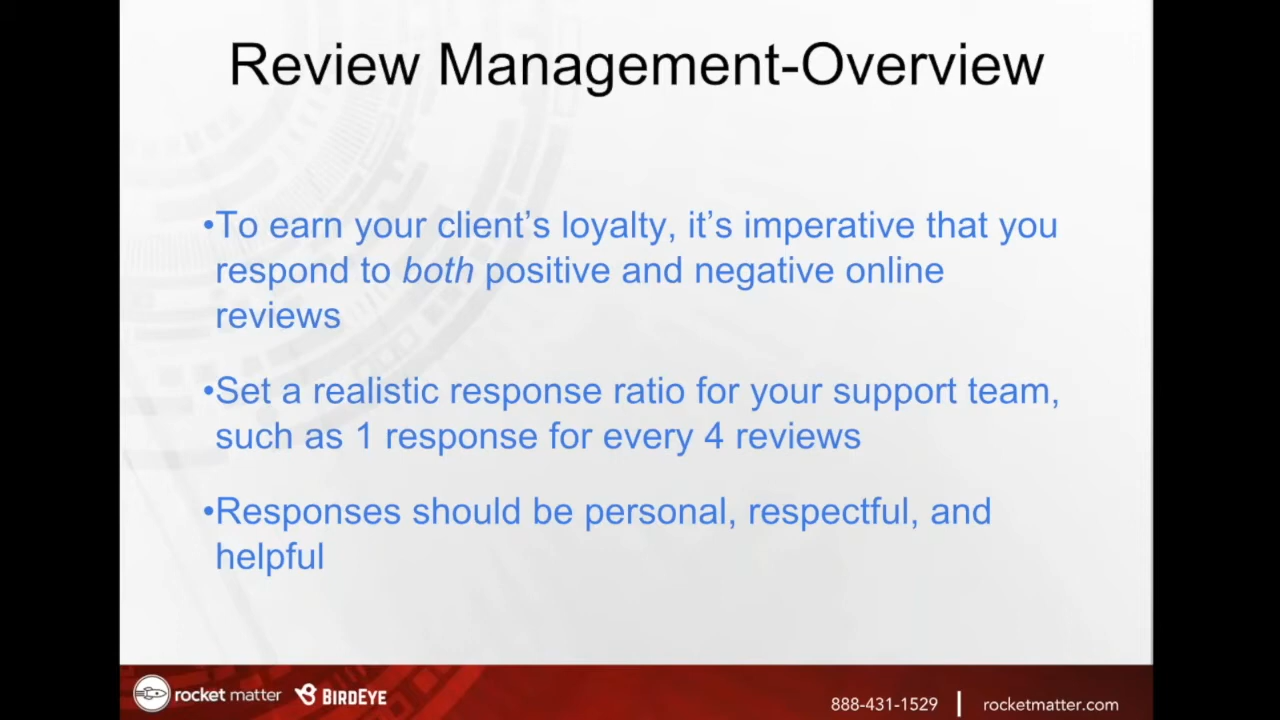 Review Management-Overview
•To earn your client’s loyalty, it’s imperative that you
respond to both positive and negative online
reviews
•Set a realistic response ratio for your support team,
such as 1 response for every 4 reviews
•Responses should be personal, respectful, and
helpful
rocket matter BIRDEYE 888-431-1529 | rocketmatter.com